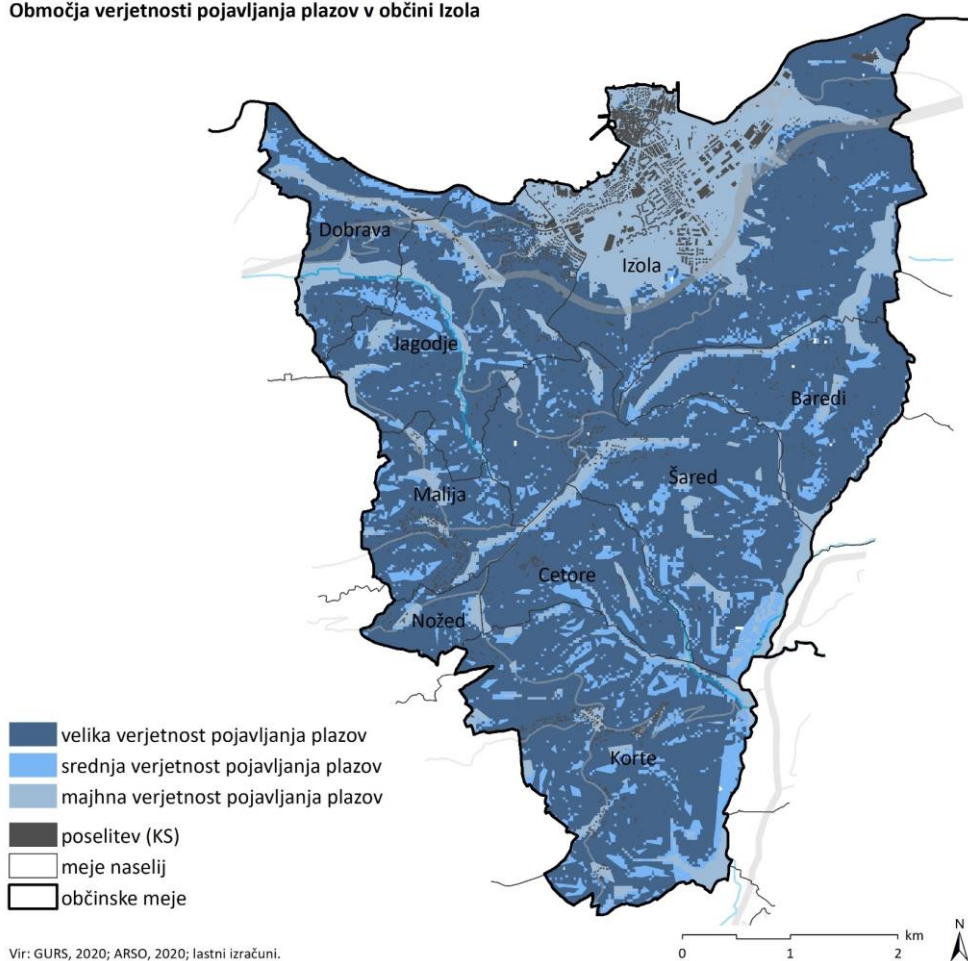 Območja verjetnosti pojavljanja plazov v občini Izola
Dobrava
Izola
Jagodje
Baredi
Šared
Malija
Cetore
Nožed
Korte
velika verjetnost pojavljanja plazov
srednja verjetnost pojavljanja plazov
majhna verjetnost pojavljanja plazov
poselitev (KS)
meje naselij
občinske meje
Vir: GURS, 2020; ARSO, 2020; lastni izračuni.
km
0 1 2
N